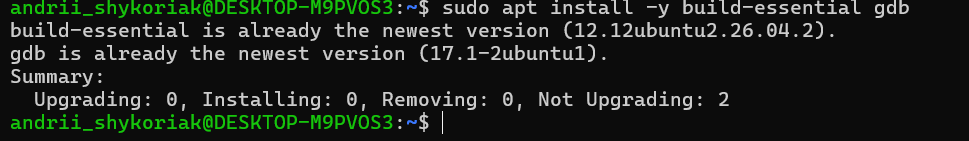 andrii_shykoriak@DESKTOP-M9PVOS3:~$ sudo apt install -y build-essential gdb
build-essential is already the newest version (12.12ubuntu2.26.04.2).
gdb is already the newest version (17.1-2ubuntu1).
Summary:
  Upgrading: 0, Installing: 0, Removing: 0, Not Upgrading: 2
andrii_shykoriak@DESKTOP-M9PVOS3:~$